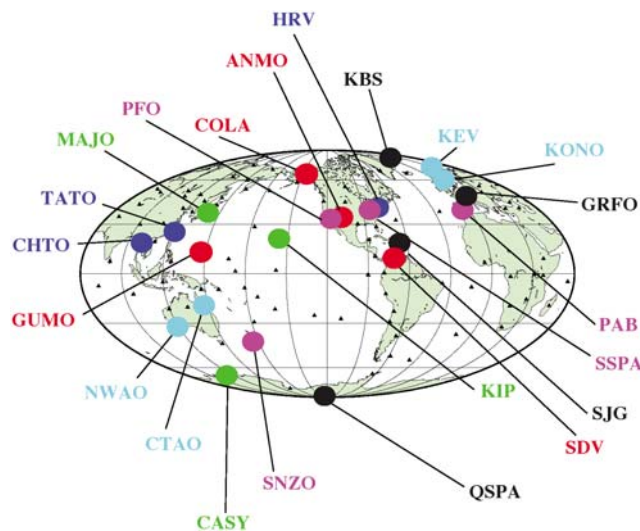 HRV
ANMO
KBS
PFO
COLA
KEV
MAJO
KONO
TATO
GRFO
CHTO
GUMO
PAB
SSPA
NWAO
KIP
SJG
CTAO
SDV
SNZO
QSPA
CASY